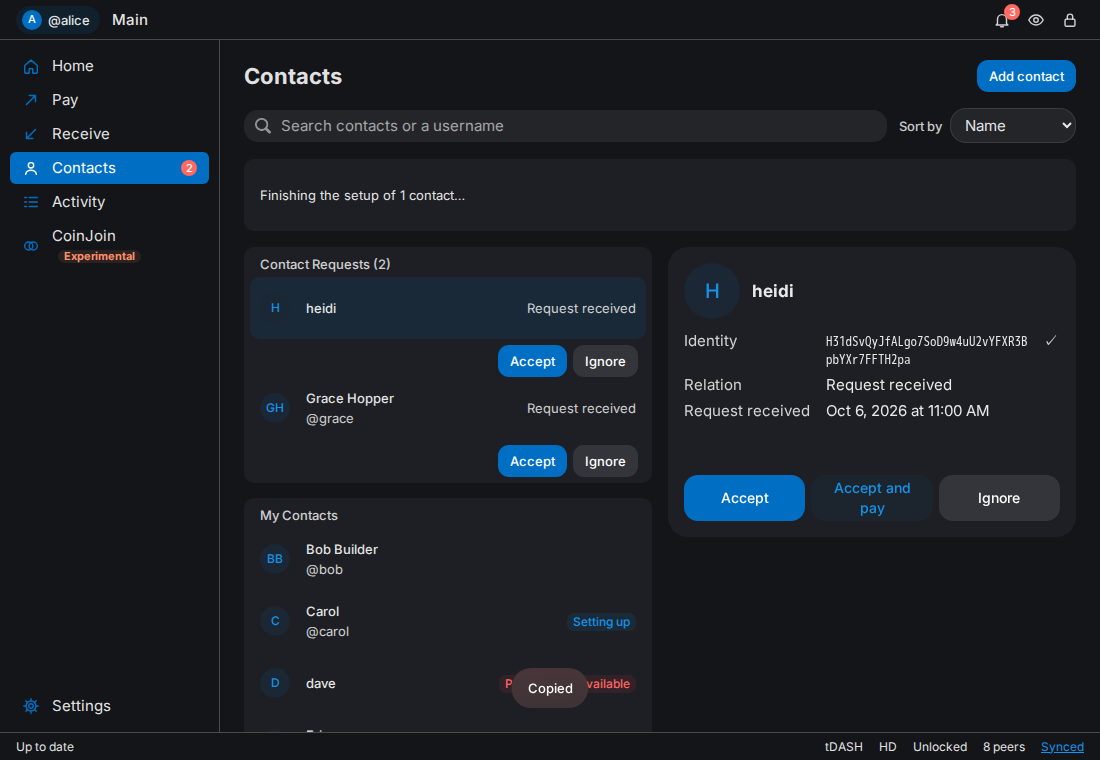 A @alice Main 3
Home
Pay
Receive
Contacts 2
Activity
CoinJoin
Experimental
Settings
Contacts
Add contact
Search contacts or a username
Sort by Name
Finishing the setup of 1 contact...
Contact Requests (2)
H heidi Request received
Accept Ignore
GH Grace Hopper
@grace
Request received
Accept Ignore
My Contacts
BB Bob Builder
@bob
C Carol
@carol
Setting up
D dave
Copied
H heidi
Identity H31dSvQyJfALgo7SoD9w4uU2vYFXR3B
pbYXr7FFTH2pa
Relation Request received
Request received Oct 6, 2026 at 11:00 AM
Accept
Accept and
pay
Ignore
Up to date
tDASH HD Unlocked 8 peers Synced